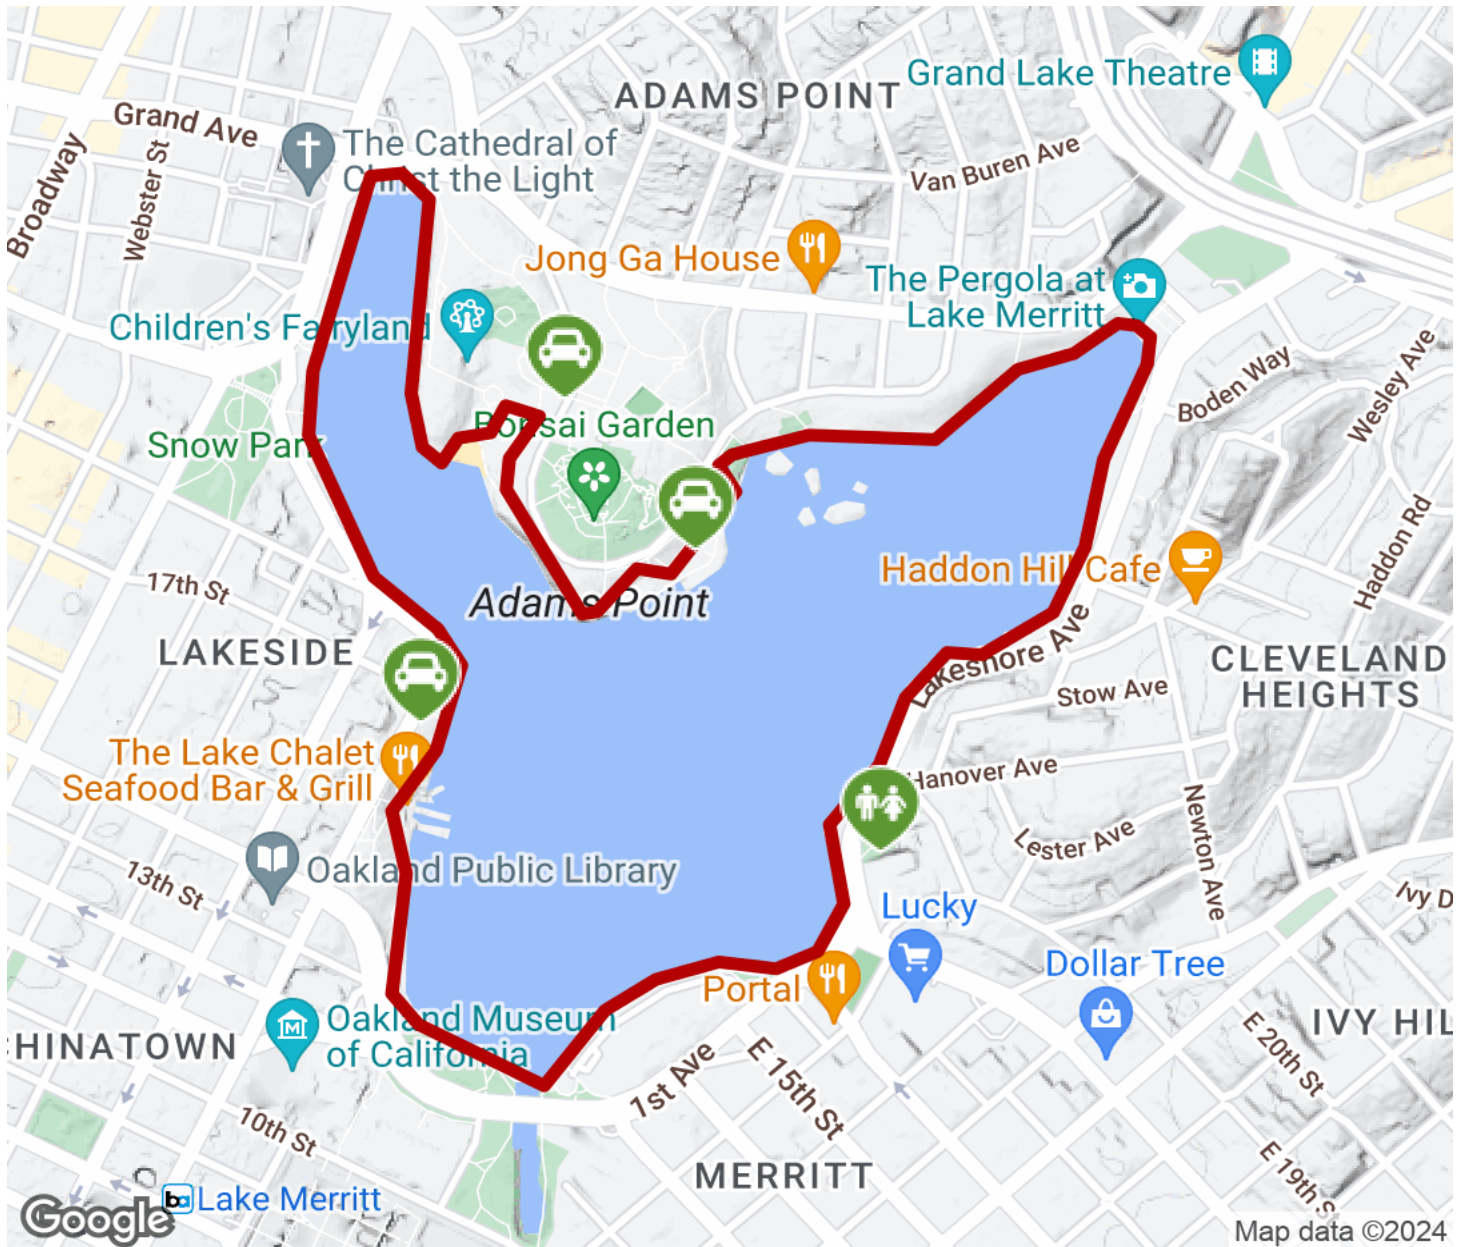 ADAMS POINT
Grand Lake Theatre
Grand Ave
Broadway
Webster St
The Cathedral of
Christ the Light
Van Buren Ave
Jong Ga House
The Pergola at
Lake Merritt
Children's Fairyland
Boden Way
Wesley Ave
Snow Park
Bonsai Garden
Haddon Rd
Haddon Hill Cafe
17th St
Adams Point
LAKESIDE
Lakeshore Ave
CLEVELAND
HEIGHTS
Stow Ave
The Lake Chalet
Seafood Bar & Grill
Hanover Ave
Newton Ave
Lester Ave
13th St
Oakland Public Library
Ivy D
Lucky
Dollar Tree
Portal
Oakland Museum
of California
HINATOWN
IVY HIL
E 20th St
1st Ave
E 15th St
10th St
MERRITT
E 19th S
ba Lake Merritt
Google
Map data ©2024